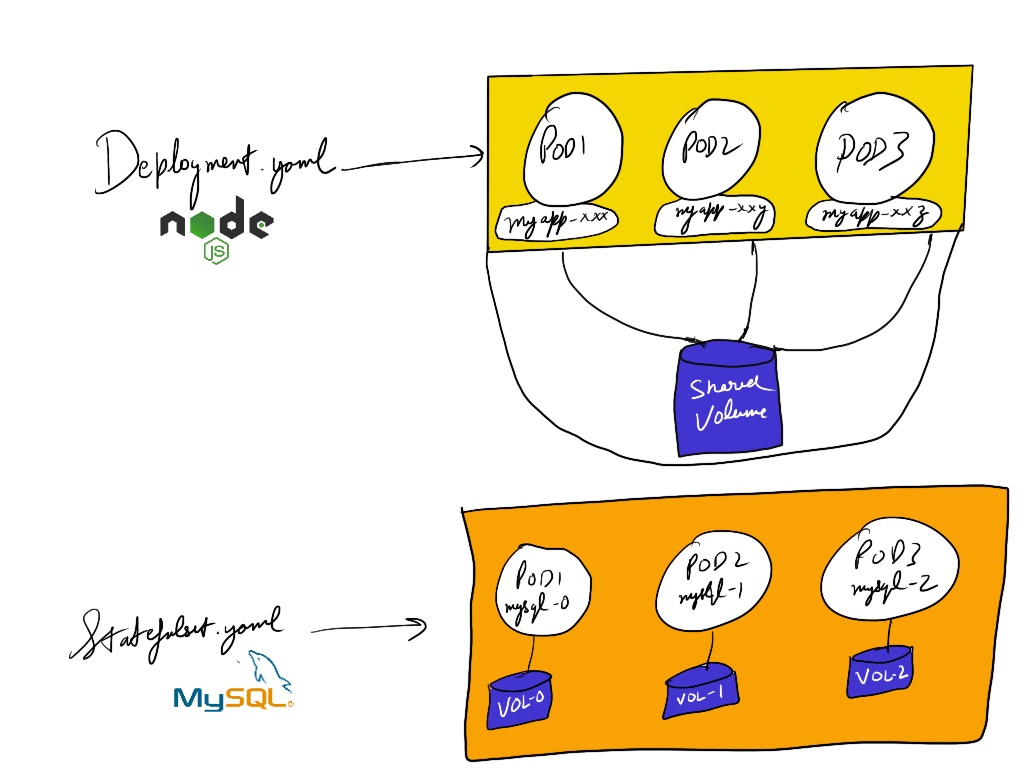 Deployment.yaml
node
JS
POD1
POD2
POD3
myapp-xxx
myapp-xxy
myapp-xxz
Shared
Volume
Statefulset.yaml
MySQL
POD1
mysql-0
POD2
mysql-1
POD3
mysql-2
VOL-0
VOL-1
VOL-2